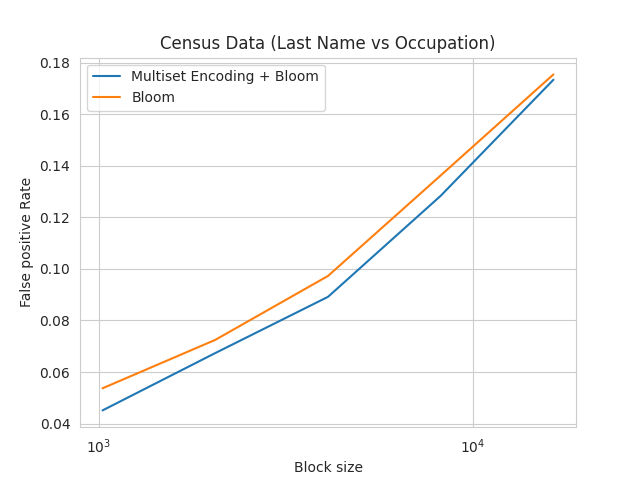 Census Data (Last Name vs Occupation)
Multiset Encoding + Bloom
Bloom
False positive Rate
0.18
0.16
0.14
0.12
0.10
0.08
0.06
0.04
10³
10⁴
Block size